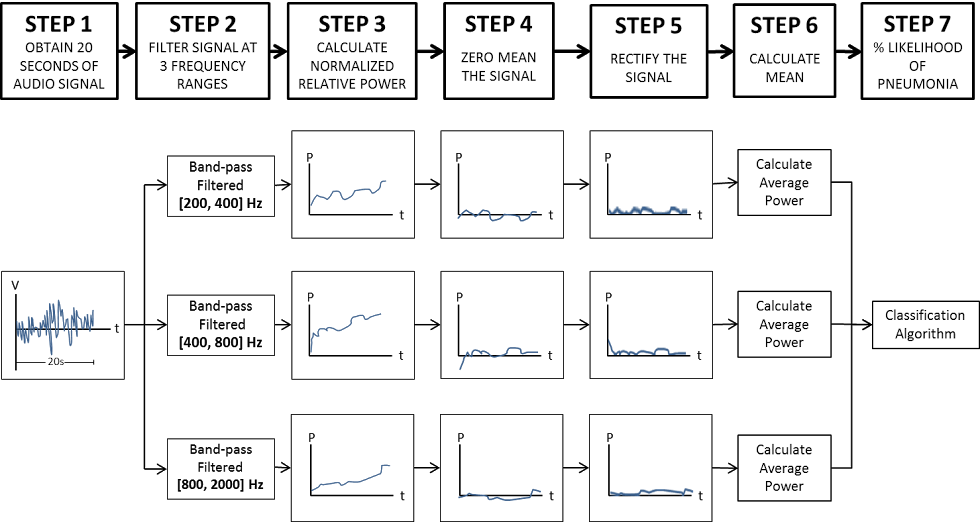 STEP 1
OBTAIN 20
SECONDS OF
AUDIO SIGNAL
STEP 2
FILTER SIGNAL AT
3 FREQUENCY
RANGES
STEP 3
CALCULATE
NORMALIZED
RELATIVE POWER
STEP 4
ZERO MEAN
THE SIGNAL
STEP 5
RECTIFY THE
SIGNAL
STEP 6
CALCULATE
MEAN
STEP 7
% LIKELIHOOD
OF
PNEUMONIA
V
t
20s
Band-pass
Filtered
[200, 400] Hz
P
t
P
t
P
t
Calculate
Average
Power
Band-pass
Filtered
[400, 800] Hz
P
t
P
t
P
t
Calculate
Average
Power
Band-pass
Filtered
[800, 2000] Hz
P
t
P
t
P
t
Calculate
Average
Power
Classification
Algorithm